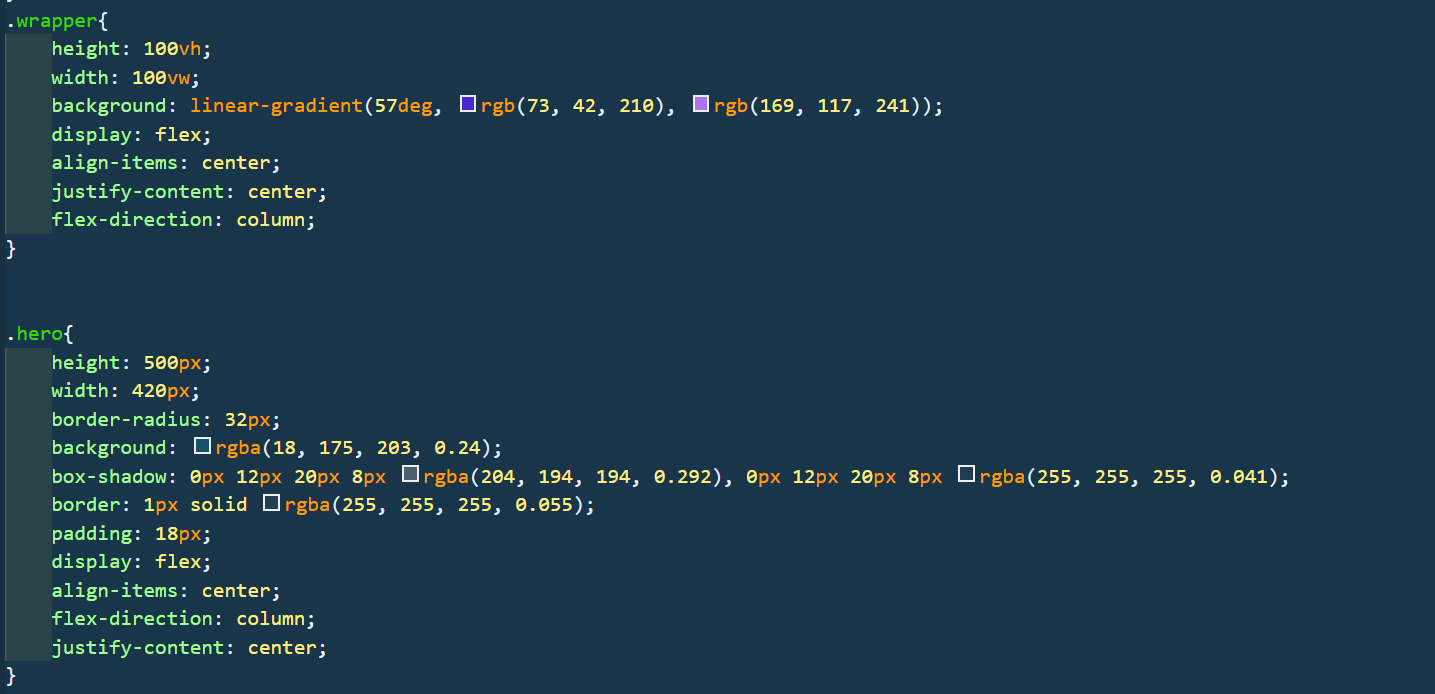 .wrapper{
    height: 100vh;
    width: 100vw;
    background: linear-gradient(57deg, rgb(73, 42, 210), rgb(169, 117, 241));
    display: flex;
    align-items: center;
    justify-content: center;
    flex-direction: column;
}
.hero{
    height: 500px;
    width: 420px;
    border-radius: 32px;
    background: rgba(18, 175, 203, 0.24);
    box-shadow: 0px 12px 20px 8px rgba(204, 194, 194, 0.292), 0px 12px 20px 8px rgba(255, 255, 255, 0.041);
    border: 1px solid rgba(255, 255, 255, 0.055);
    padding: 18px;
    display: flex;
    align-items: center;
    flex-direction: column;
    justify-content: center;
}